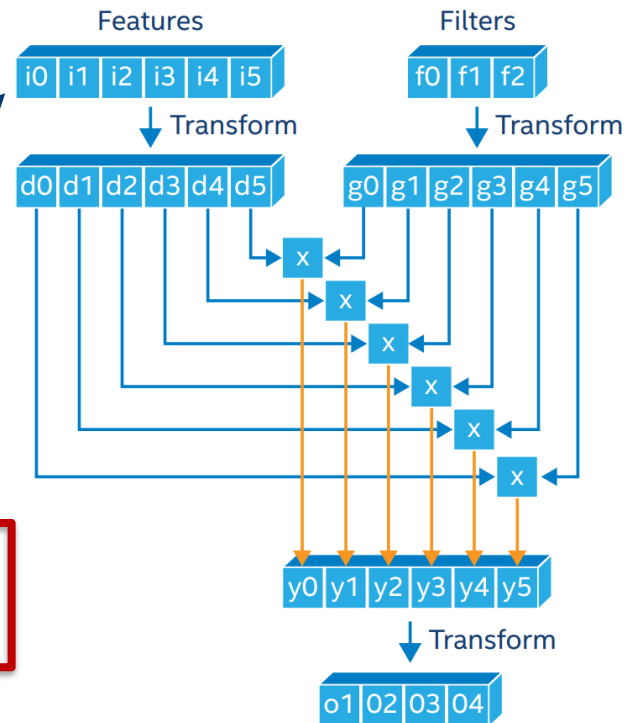 Features Filters
i0 i1 i2 i3 i4 i5 f0 f1 f2
Transform Transform
d0 d1 d2 d3 d4 d5 g0 g1 g2 g3 g4 g5
x
x
x
x
x
x
y0 y1 y2 y3 y4 y5
Transform
o1 02 03 04